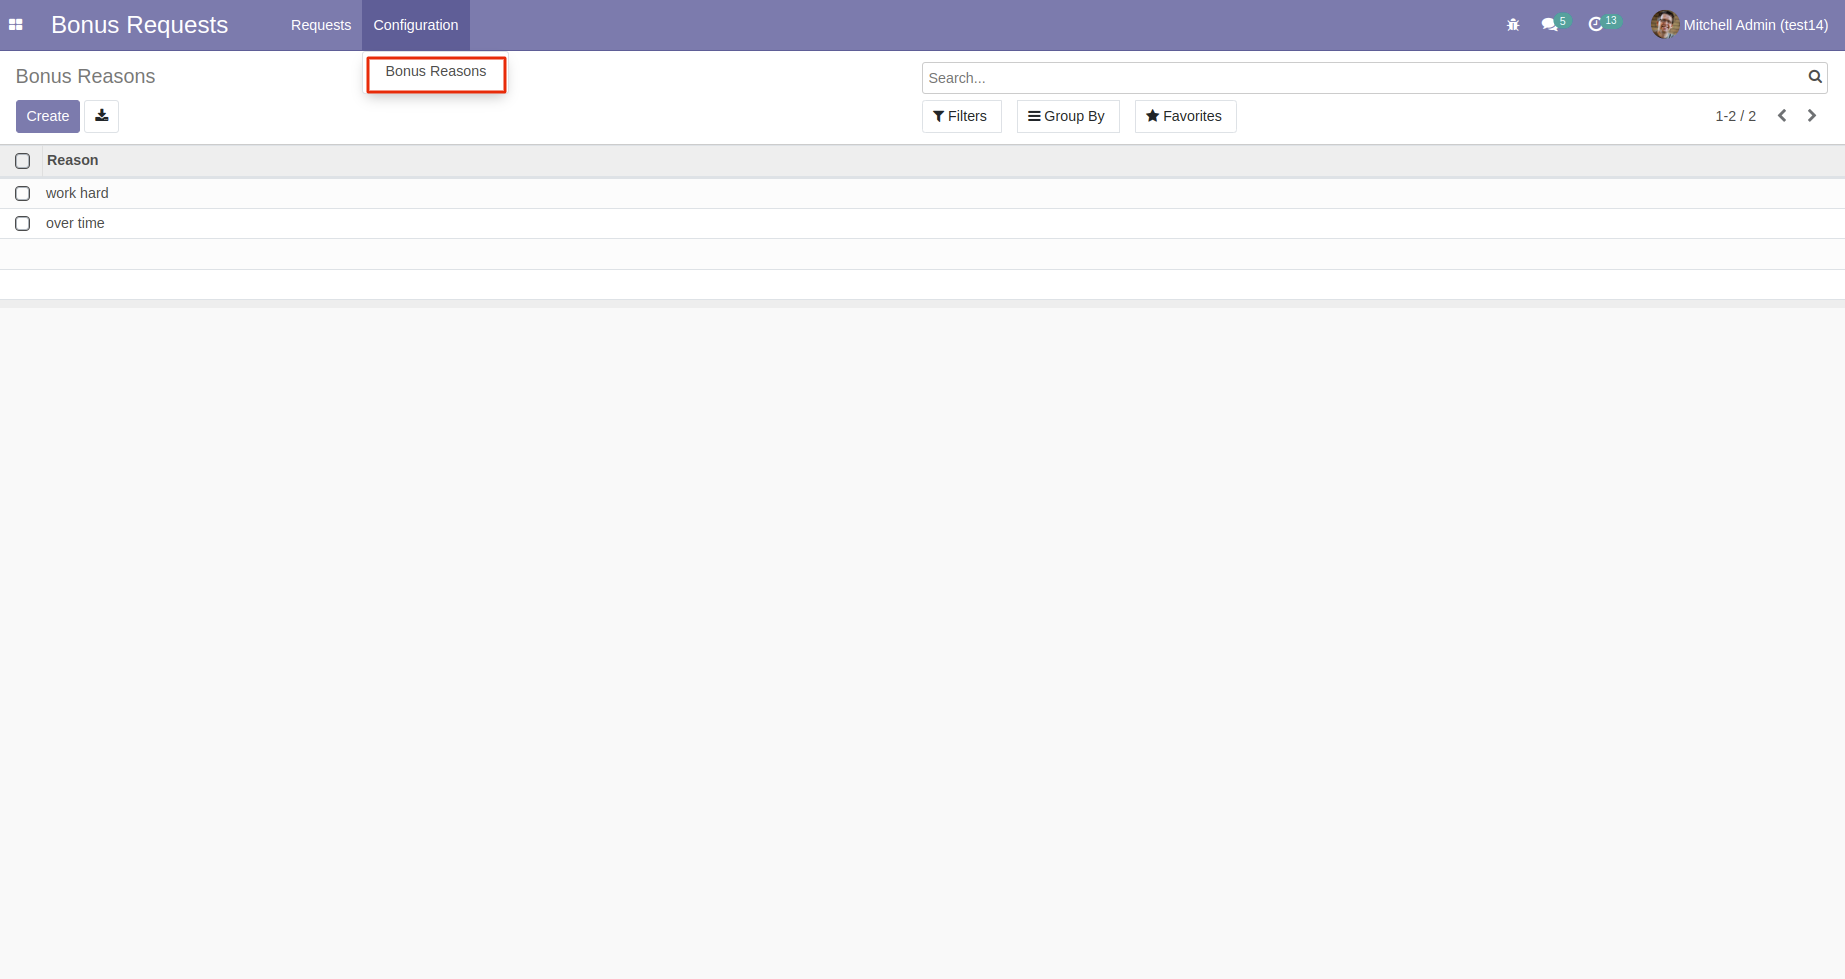 Bonus Requests Requests Configuration 5 13 Mitchell Admin (test14)
Bonus Reasons
Bonus Reasons Search...
Create Filters Group By Favorites 1-2 / 2
Reason
work hard
over time